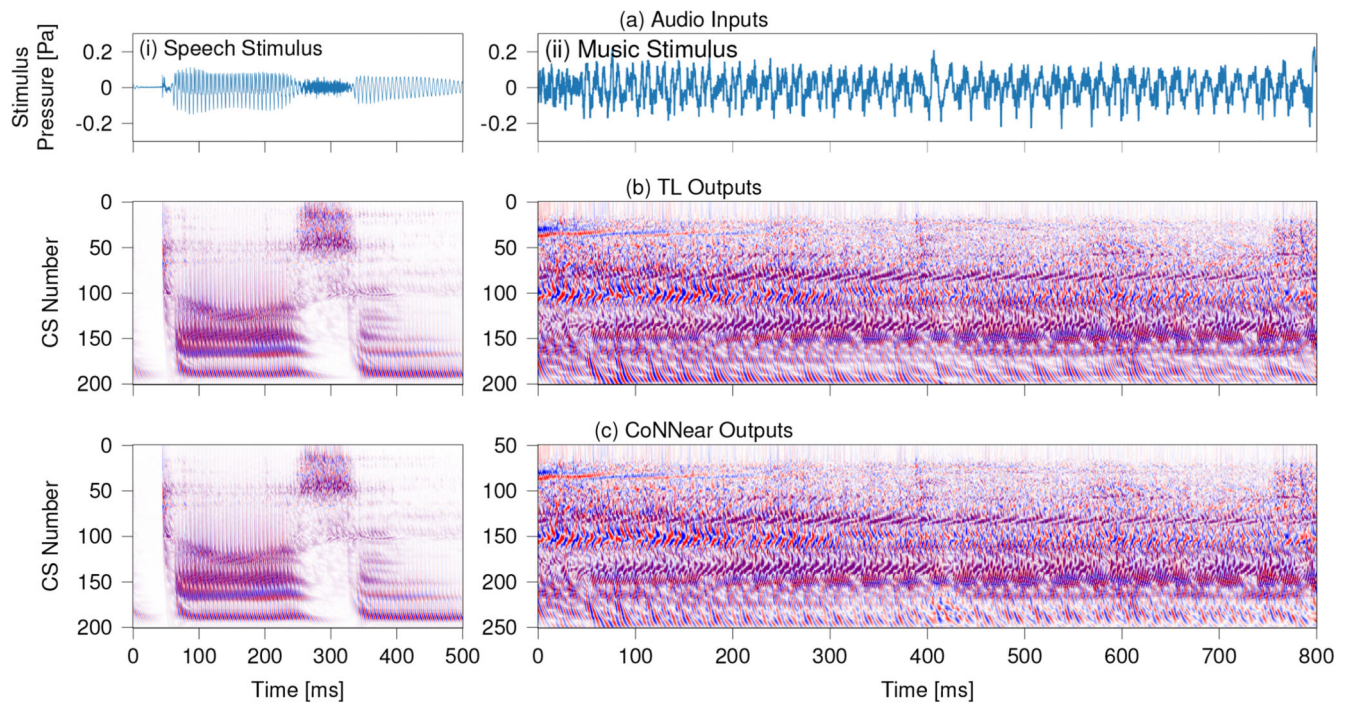 (a) Audio Inputs
(i) Speech Stimulus
(ii) Music Stimulus
Stimulus
Pressure [Pa]
0.2
0
-0.2
0.2
0
-0.2
(b) TL Outputs
CS Number
0
50
100
150
200
0
50
100
150
200
(c) CoNNear Outputs
CS Number
0
50
100
150
200
50
100
150
200
250
0 100 200 300 400 500
0 100 200 300 400 500 600 700 800
Time [ms]
Time [ms]